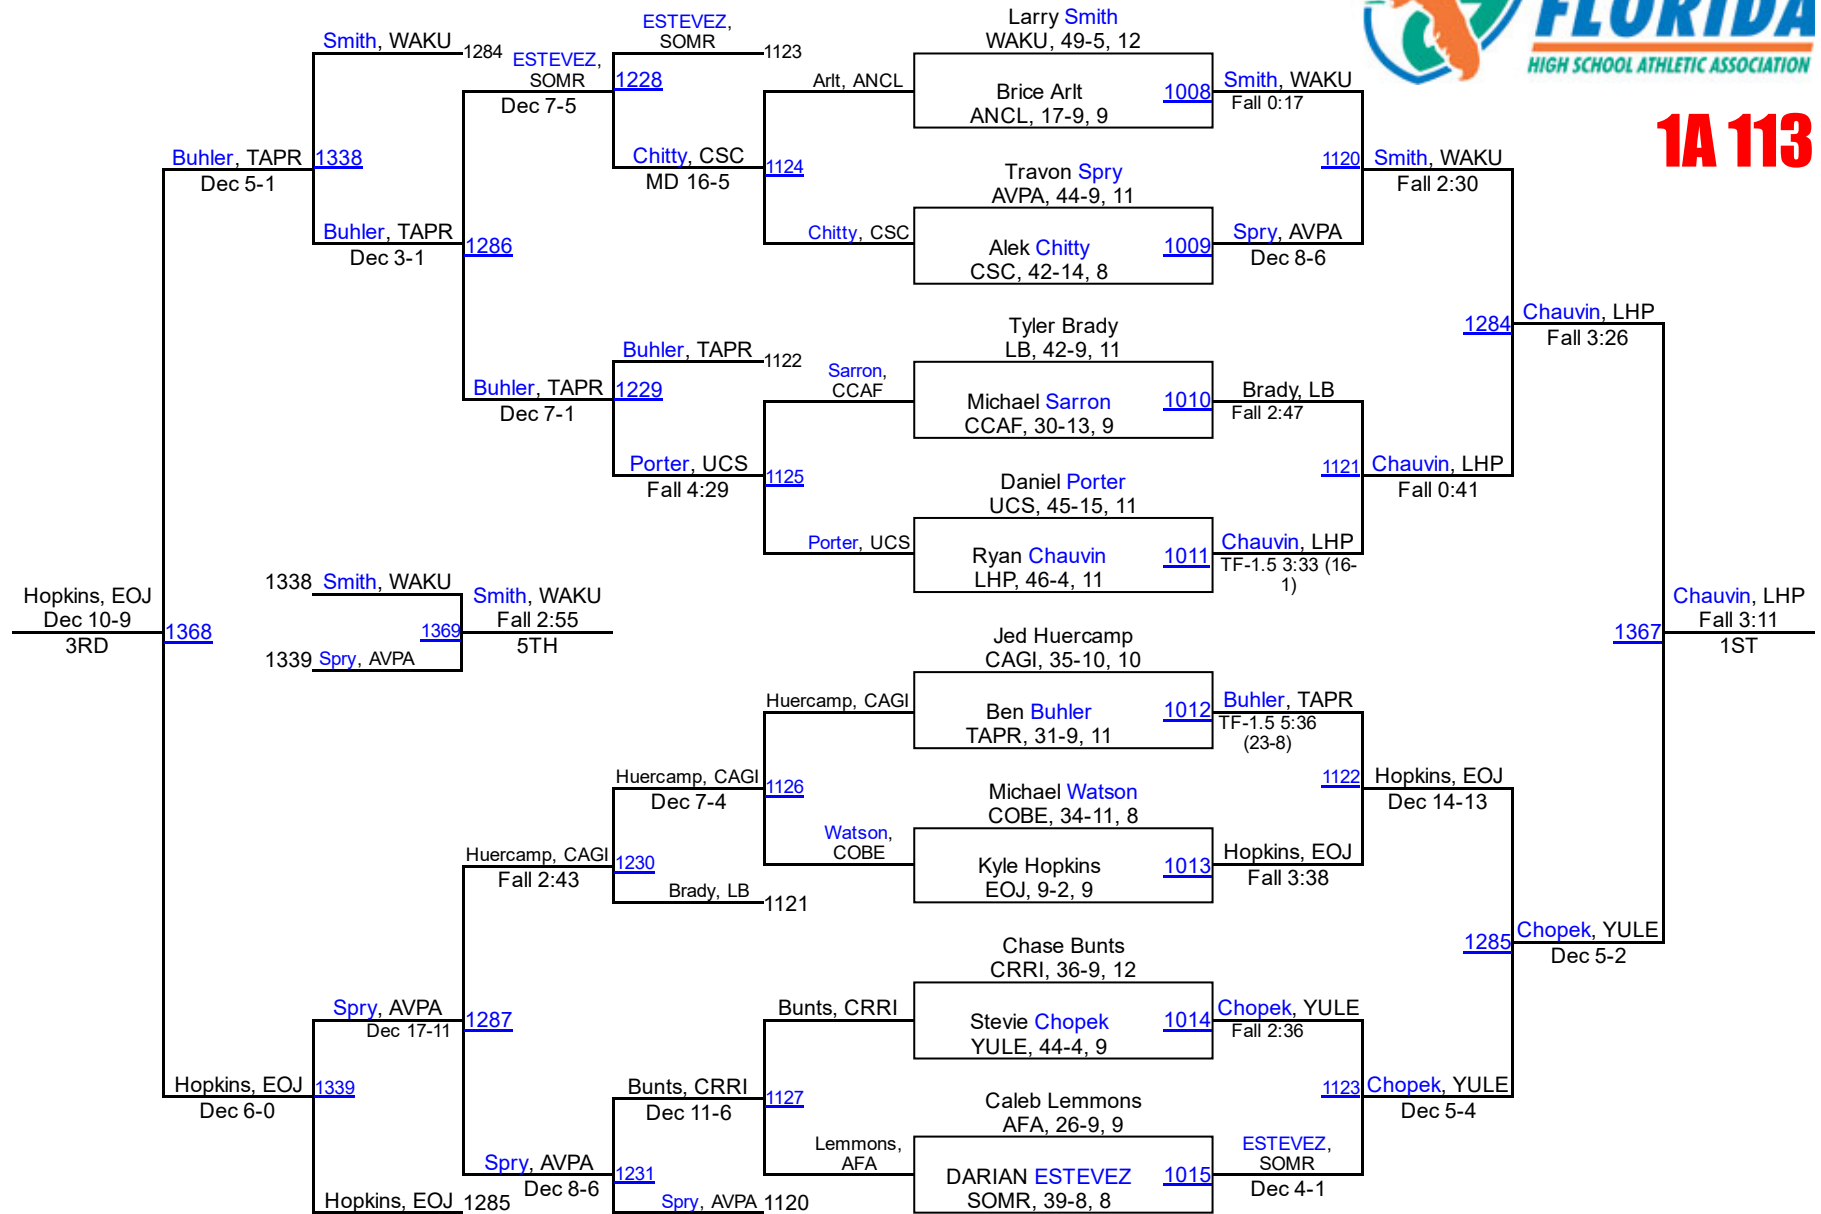 FLORIDA
HIGH SCHOOL ATHLETIC ASSOCIATION
1A 113
Larry Smith
WAKU, 49-5, 12
Brice Arlt
ANCL, 17-9, 9
1008
Travon Spry
AVPA, 44-9, 11
Alek Chitty
CSC, 42-14, 8
1009
Tyler Brady
LB, 42-9, 11
Michael Sarron
CCAF, 30-13, 9
1010
Daniel Porter
UCS, 45-15, 11
Ryan Chauvin
LHP, 46-4, 11
1011
Jed Huercamp
CAGI, 35-10, 10
Ben Buhler
TAPR, 31-9, 11
1012
Michael Watson
COBE, 34-11, 8
Kyle Hopkins
EOJ, 9-2, 9
1013
Chase Bunts
CRRI, 36-9, 12
Stevie Chopek
YULE, 44-4, 9
1014
Caleb Lemmons
AFA, 26-9, 9
DARIAN ESTEVEZ
SOMR, 39-8, 8
1015
Smith, WAKU
Fall 0:17
Spry, AVPA
Dec 8-6
Brady, LB
Fall 2:47
Chauvin, LHP
TF-1.5 3:33 (16-
1)
Buhler, TAPR
TF-1.5 5:36
(23-8)
Hopkins, EOJ
Fall 3:38
Chopek, YULE
Fall 2:36
ESTEVEZ,
SOMR
Dec 4-1
1120
Smith, WAKU
Fall 2:30
1121
Chauvin, LHP
Fall 0:41
1122
Hopkins, EOJ
Dec 14-13
1123
Chopek, YULE
Dec 5-4
1284
Chauvin, LHP
Fall 3:26
1285
Chopek, YULE
Dec 5-2
1367
Chauvin, LHP
Fall 3:11
1ST
Arlt, ANCL
Chitty, CSC
1124
Sarron,
CCAF
Porter, UCS
1125
Huercamp, CAGI
Watson,
COBE
1126
Bunts, CRRI
Lemmons,
AFA
1127
ESTEVEZ,
SOMR
1123
Chitty, CSC
MD 16-5
1228
Buhler, TAPR
1122
Porter, UCS
Fall 4:29
1229
Huercamp, CAGI
Dec 7-4
Brady, LB
1121
1230
Bunts, CRRI
Dec 11-6
Spry, AVPA
1120
1231
ESTEVEZ,
SOMR
Dec 7-5
Buhler, TAPR
Dec 7-1
1286
Huercamp, CAGI
Fall 2:43
Spry, AVPA
Dec 8-6
1287
Smith, WAKU
1284
Buhler, TAPR
Dec 3-1
1338
Spry, AVPA
Dec 17-11
Hopkins, EOJ
1285
1339
Buhler, TAPR
Dec 5-1
Hopkins, EOJ
Dec 6-0
1368
Hopkins, EOJ
Dec 10-9
3RD
1338
Smith, WAKU
1339
Spry, AVPA
1369
Smith, WAKU
Fall 2:55
5TH